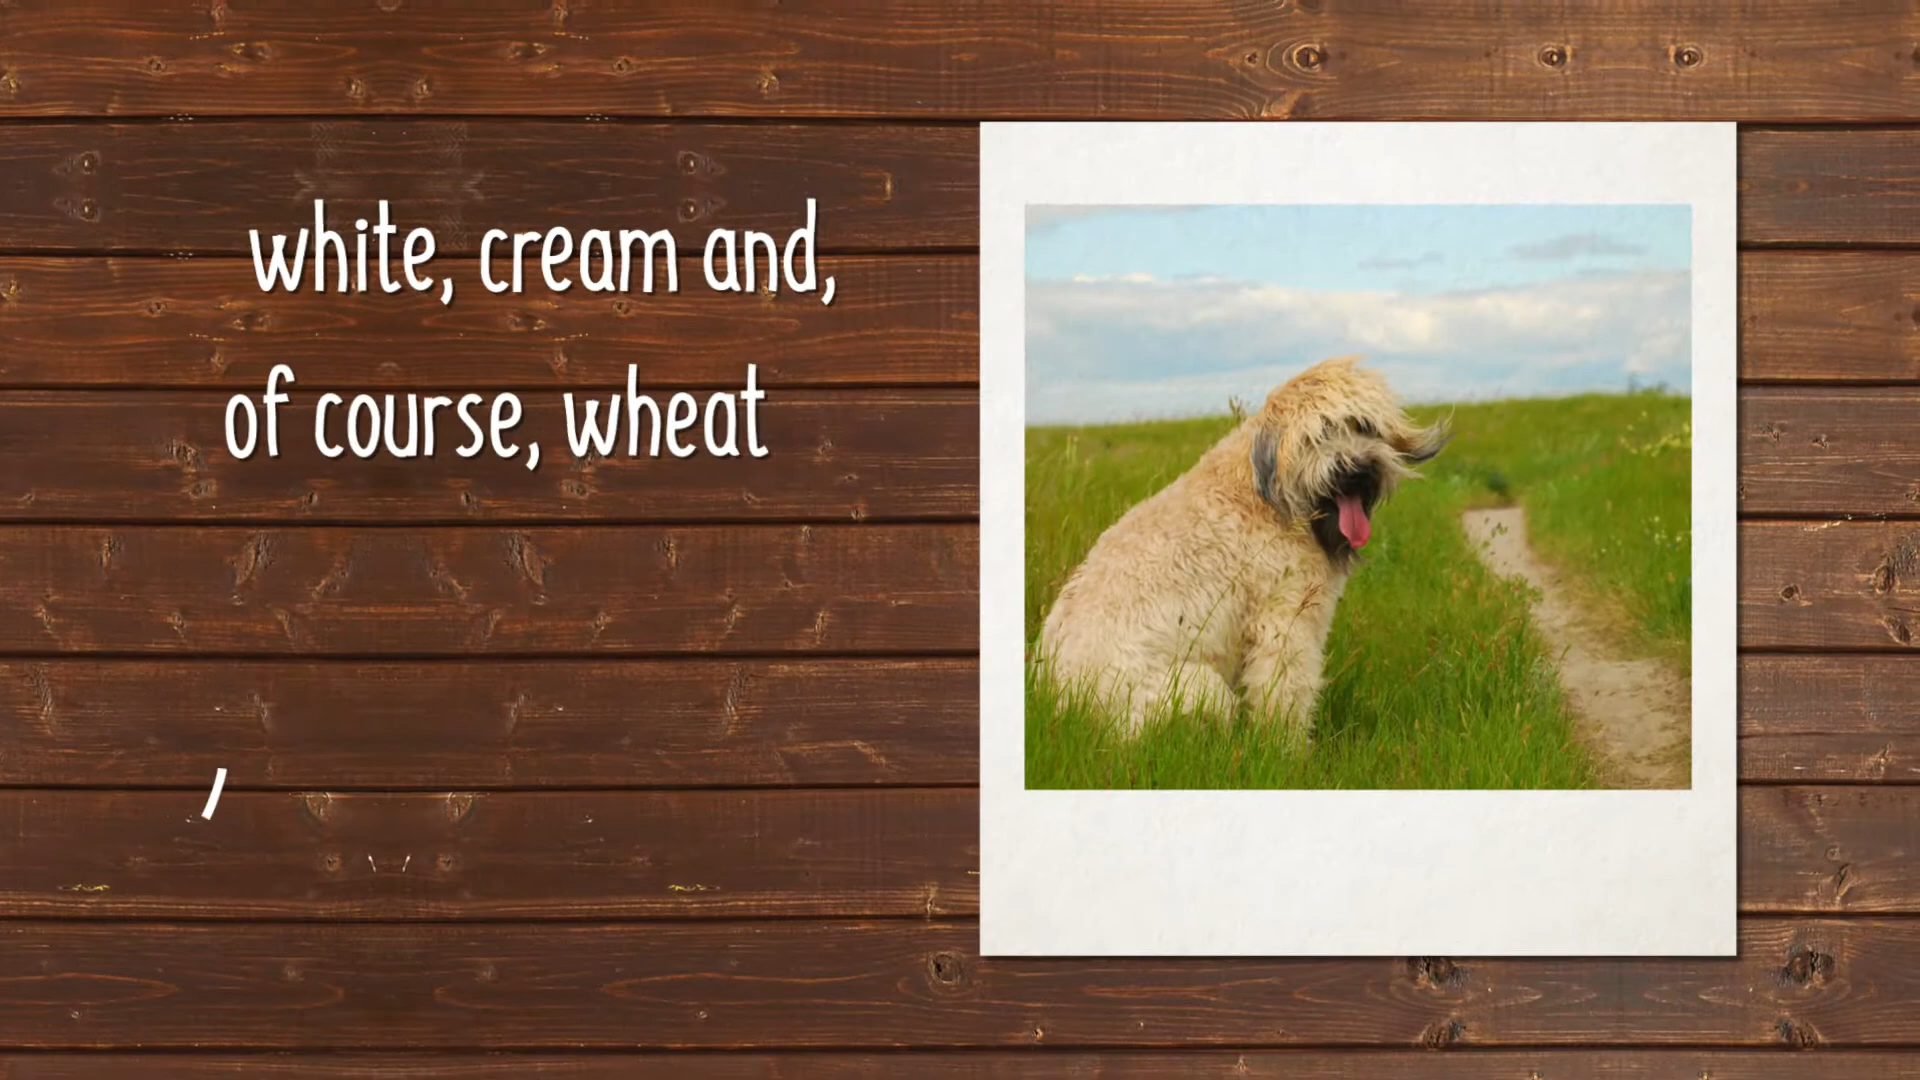 white, cream and,
of course, wheat